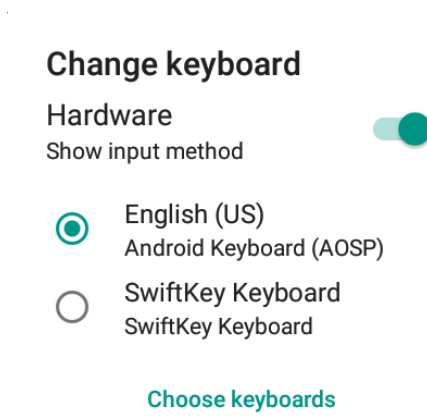 Change keyboard
Hardware
Show input method
English (US)
Android Keyboard (AOSP)
SwiftKey Keyboard
SwiftKey Keyboard
Choose keyboards